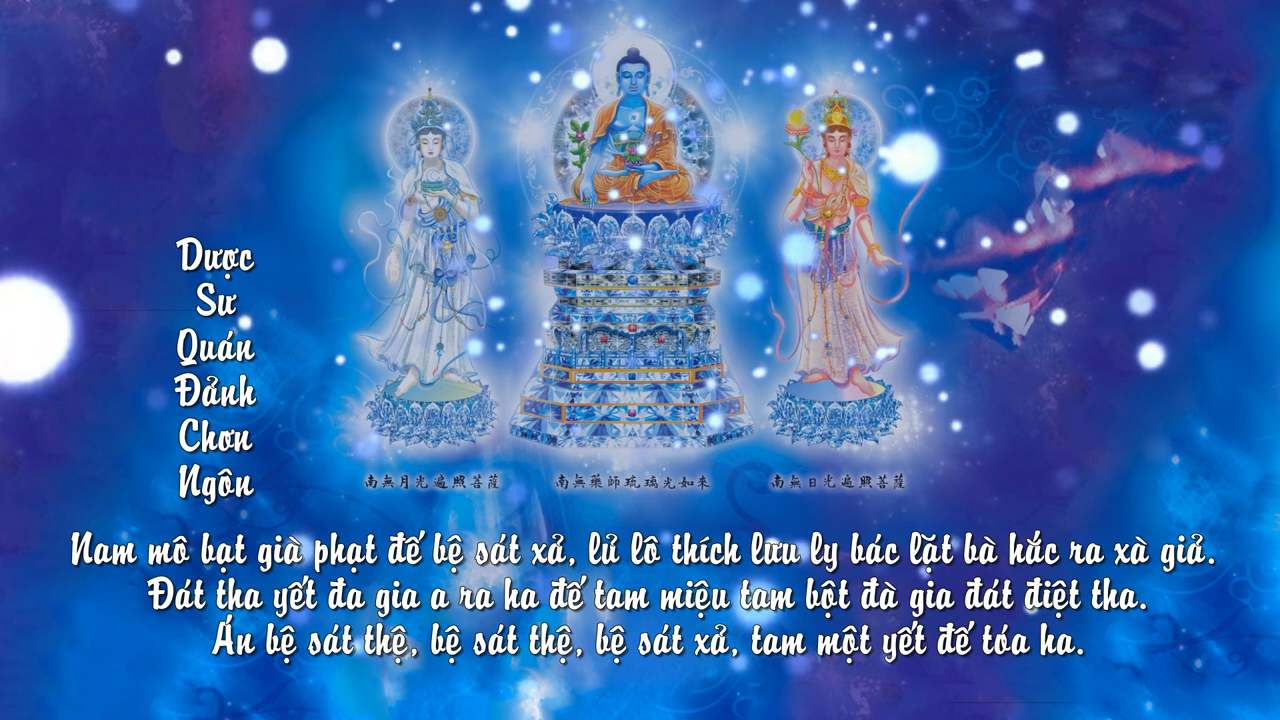 Dược
Sư
Quán
Đảnh
Chơn
Ngôn
南無月光遍照菩薩
南無藥師琉璃光如來
南無日光遍照菩薩
Nam mô bạt già phạt đế bệ sát xả, lủ lô thích lưu ly bác lặt bà hắc ra xà giả.
Đát tha yết đa gia a ra ha đế tam miệu tam bột đà gia đát điệt tha.
Án bệ sát thệ, bệ sát thệ, bệ sát xả, tam một yết đế tóa ha.